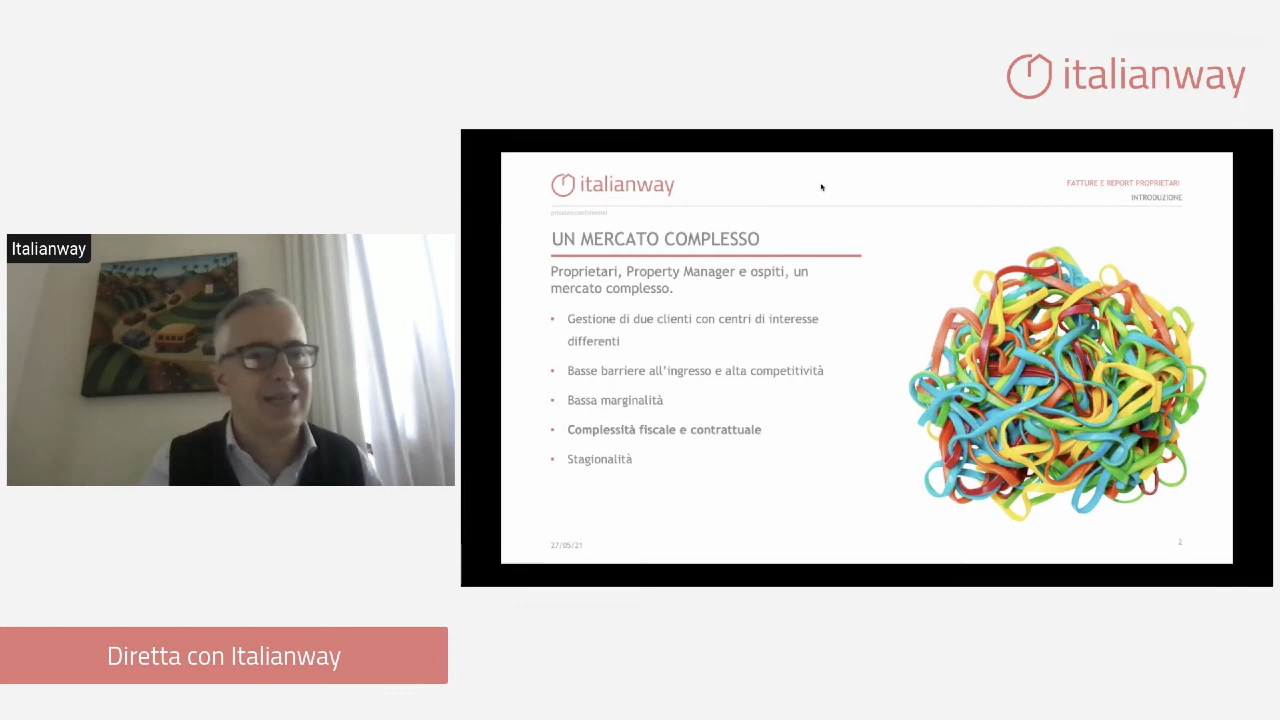 italianway
Italianway
italianway
FATTURE E REPORT PROPRIETARI
INTRODUZIONE
UN MERCATO COMPLESSO
Proprietari, Property Manager e ospiti, un
mercato complesso.
• Gestione di due clienti con centri di interesse
differenti
• Basse barriere all'ingresso e alta competitività
• Bassa marginalità
• Complessità fiscale e contrattuale
• Stagionalità
27/05/21
2
Diretta con Italianway